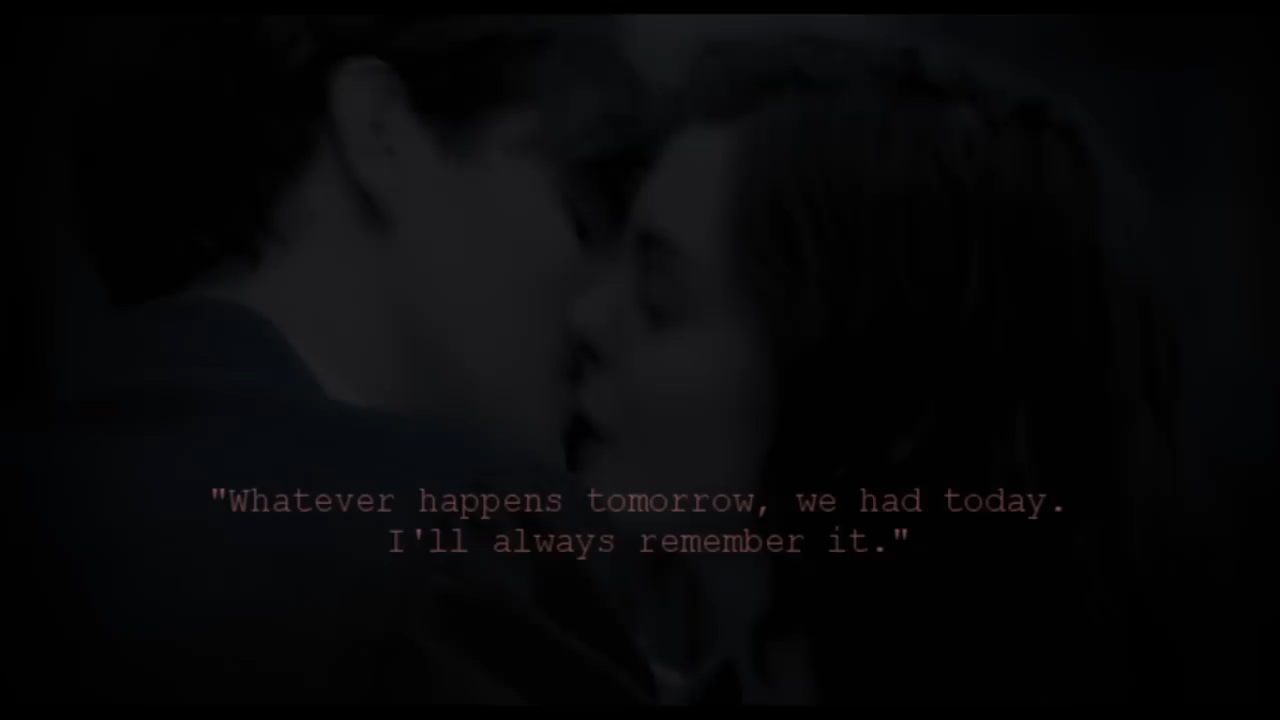 "Whatever happens tomorrow, we had today.
I'll always remember it."